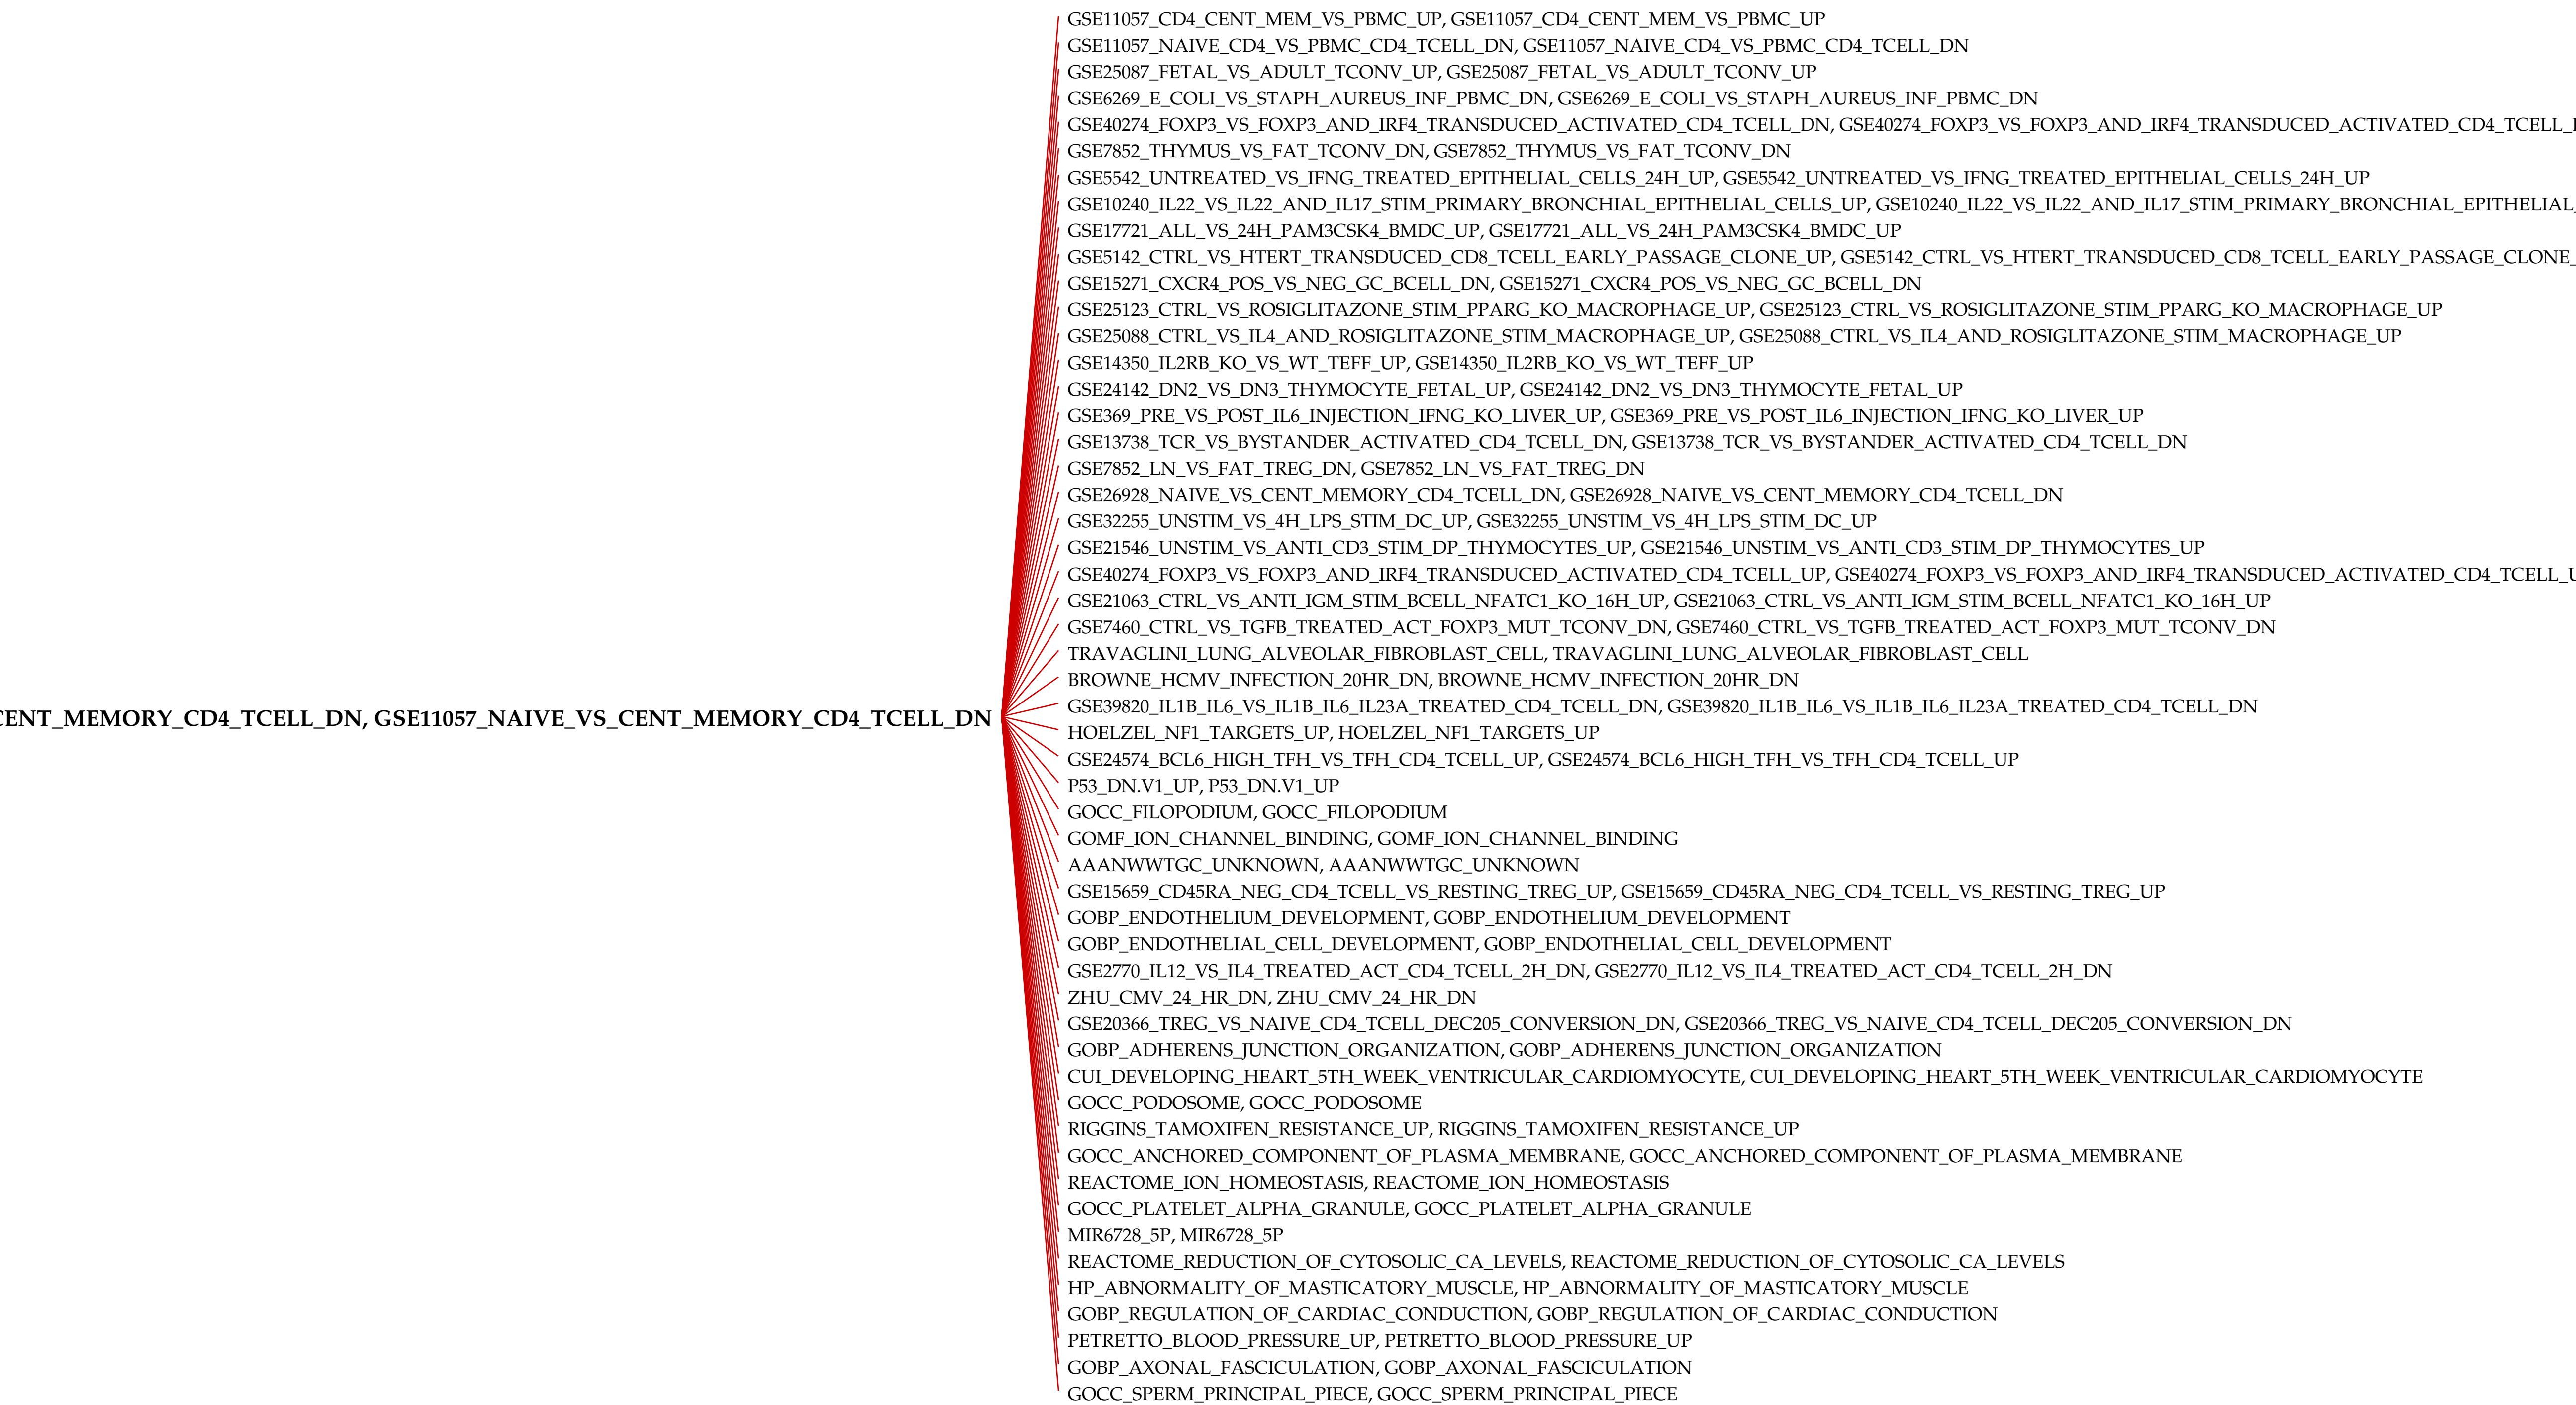 GSE11057_CD4_CENT_MEM_VS_PBMC_UP, GSE11057_CD4_CENT_MEM_VS_PBMC_UP
GSE11057_NAIVE_CD4_VS_PBMC_CD4_TCELL_DN, GSE11057_NAIVE_CD4_VS_PBMC_CD4_TCELL_DN
GSE25087_FETAL_VS_ADULT_TCONV_UP, GSE25087_FETAL_VS_ADULT_TCONV_UP
GSE6269_E_COLI_VS_STAPH_AUREUS_INF_PBMC_DN, GSE6269_E_COLI_VS_STAPH_AUREUS_INF_PBMC_DN
GSE40274_FOXP3_VS_FOXP3_AND_IRF4_TRANSDUCED_ACTIVATED_CD4_TCELL_DN, GSE40274_FOXP3_VS_FOXP3_AND_IRF4_TRANSDUCED_ACTIVATED_CD4_TCELL_
GSE7852_THYMUS_VS_FAT_TCONV_DN, GSE7852_THYMUS_VS_FAT_TCONV_DN
GSE5542_UNTREATED_VS_IFNG_TREATED_EPITHELIAL_CELLS_24H_UP, GSE5542_UNTREATED_VS_IFNG_TREATED_EPITHELIAL_CELLS_24H_UP
GSE10240_IL22_VS_IL22_AND_IL17_STIM_PRIMARY_BRONCHIAL_EPITHELIAL_CELLS_UP, GSE10240_IL22_VS_IL22_AND_IL17_STIM_PRIMARY_BRONCHIAL_EPITHELIAL_
GSE17721_ALL_VS_24H_PAM3CSK4_BMDC_UP, GSE17721_ALL_VS_24H_PAM3CSK4_BMDC_UP
GSE5142_CTRL_VS_HTERT_TRANSDUCED_CD8_TCELL_EARLY_PASSAGE_CLONE_UP, GSE5142_CTRL_VS_HTERT_TRANSDUCED_CD8_TCELL_EARLY_PASSAGE_CLONE_
GSE15271_CXCR4_POS_VS_NEG_GC_BCELL_DN, GSE15271_CXCR4_POS_VS_NEG_GC_BCELL_DN
GSE25123_CTRL_VS_ROSIGLITAZONE_STIM_PPARG_KO_MACROPHAGE_UP, GSE25123_CTRL_VS_ROSIGLITAZONE_STIM_PPARG_KO_MACROPHAGE_UP
GSE25088_CTRL_VS_IL4_AND_ROSIGLITAZONE_STIM_MACROPHAGE_UP, GSE25088_CTRL_VS_IL4_AND_ROSIGLITAZONE_STIM_MACROPHAGE_UP
GSE14350_IL2RB_KO_VS_WT_TEFF_UP, GSE14350_IL2RB_KO_VS_WT_TEFF_UP
GSE24142_DN2_VS_DN3_THYMOCYTE_FETAL_UP, GSE24142_DN2_VS_DN3_THYMOCYTE_FETAL_UP
GSE369_PRE_VS_POST_IL6_INJECTION_IFNG_KO_LIVER_UP, GSE369_PRE_VS_POST_IL6_INJECTION_IFNG_KO_LIVER_UP
GSE13738_TCR_VS_BYSTANDER_ACTIVATED_CD4_TCELL_DN, GSE13738_TCR_VS_BYSTANDER_ACTIVATED_CD4_TCELL_DN
GSE7852_LN_VS_FAT_TREG_DN, GSE7852_LN_VS_FAT_TREG_DN
GSE26928_NAIVE_VS_CENT_MEMORY_CD4_TCELL_DN, GSE26928_NAIVE_VS_CENT_MEMORY_CD4_TCELL_DN
GSE32255_UNSTIM_VS_4H_LPS_STIM_DC_UP, GSE32255_UNSTIM_VS_4H_LPS_STIM_DC_UP
GSE21546_UNSTIM_VS_ANTI_CD3_STIM_DP_THYMOCYTES_UP, GSE21546_UNSTIM_VS_ANTI_CD3_STIM_DP_THYMOCYTES_UP
GSE40274_FOXP3_VS_FOXP3_AND_IRF4_TRANSDUCED_ACTIVATED_CD4_TCELL_UP, GSE40274_FOXP3_VS_FOXP3_AND_IRF4_TRANSDUCED_ACTIVATED_CD4_TCELL_
GSE21063_CTRL_VS_ANTI_IGM_STIM_BCELL_NFATC1_KO_16H_UP, GSE21063_CTRL_VS_ANTI_IGM_STIM_BCELL_NFATC1_KO_16H_UP
GSE7460_CTRL_VS_TGFB_TREATED_ACT_FOXP3_MUT_TCONV_DN, GSE7460_CTRL_VS_TGFB_TREATED_ACT_FOXP3_MUT_TCONV_DN
TRAVAGLINI_LUNG_ALVEOLAR_FIBROBLAST_CELL, TRAVAGLINI_LUNG_ALVEOLAR_FIBROBLAST_CELL
BROWNE_HCMV_INFECTION_20HR_DN, BROWNE_HCMV_INFECTION_20HR_DN
GSE39820_IL1B_IL6_VS_IL1B_IL6_IL23A_TREATED_CD4_TCELL_DN, GSE39820_IL1B_IL6_VS_IL1B_IL6_IL23A_TREATED_CD4_TCELL_DN
CENT_MEMORY_CD4_TCELL_DN, GSE11057_NAIVE_VS_CENT_MEMORY_CD4_TCELL_DN
HOELZEL_NF1_TARGETS_UP, HOELZEL_NF1_TARGETS_UP
GSE24574_BCL6_HIGH_TFH_VS_TFH_CD4_TCELL_UP, GSE24574_BCL6_HIGH_TFH_VS_TFH_CD4_TCELL_UP
P53_DN.V1_UP, P53_DN.V1_UP
GOCC_FILOPODIUM, GOCC_FILOPODIUM
GOMF_ION_CHANNEL_BINDING, GOMF_ION_CHANNEL_BINDING
AAANWWTGC_UNKNOWN, AAANWWTGC_UNKNOWN
GSE15659_CD45RA_NEG_CD4_TCELL_VS_RESTING_TREG_UP, GSE15659_CD45RA_NEG_CD4_TCELL_VS_RESTING_TREG_UP
GOBP_ENDOTHELIUM_DEVELOPMENT, GOBP_ENDOTHELIUM_DEVELOPMENT
GOBP_ENDOTHELIAL_CELL_DEVELOPMENT, GOBP_ENDOTHELIAL_CELL_DEVELOPMENT
GSE2770_IL12_VS_IL4_TREATED_ACT_CD4_TCELL_2H_DN, GSE2770_IL12_VS_IL4_TREATED_ACT_CD4_TCELL_2H_DN
ZHU_CMV_24_HR_DN, ZHU_CMV_24_HR_DN
GSE20366_TREG_VS_NAIVE_CD4_TCELL_DEC205_CONVERSION_DN, GSE20366_TREG_VS_NAIVE_CD4_TCELL_DEC205_CONVERSION_DN
GOBP_ADHERENS_JUNCTION_ORGANIZATION, GOBP_ADHERENS_JUNCTION_ORGANIZATION
CUI_DEVELOPING_HEART_5TH_WEEK_VENTRICULAR_CARDIOMYOCYTE, CUI_DEVELOPING_HEART_5TH_WEEK_VENTRICULAR_CARDIOMYOCYTE
GOCC_PODOSOME, GOCC_PODOSOME
RIGGINS_TAMOXIFEN_RESISTANCE_UP, RIGGINS_TAMOXIFEN_RESISTANCE_UP
GOCC_ANCHORED_COMPONENT_OF_PLASMA_MEMBRANE, GOCC_ANCHORED_COMPONENT_OF_PLASMA_MEMBRANE
REACTOME_ION_HOMEOSTASIS, REACTOME_ION_HOMEOSTASIS
GOCC_PLATELET_ALPHA_GRANULE, GOCC_PLATELET_ALPHA_GRANULE
MIR6728_5P, MIR6728_5P
REACTOME_REDUCTION_OF_CYTOSOLIC_CA_LEVELS, REACTOME_REDUCTION_OF_CYTOSOLIC_CA_LEVELS
HP_ABNORMALITY_OF_MASTICATORY_MUSCLE, HP_ABNORMALITY_OF_MASTICATORY_MUSCLE
GOBP_REGULATION_OF_CARDIAC_CONDUCTION, GOBP_REGULATION_OF_CARDIAC_CONDUCTION
PETRETTO_BLOOD_PRESSURE_UP, PETRETTO_BLOOD_PRESSURE_UP
GOBP_AXONAL_FASCICULATION, GOBP_AXONAL_FASCICULATION
GOCC_SPERM_PRINCIPAL_PIECE, GOCC_SPERM_PRINCIPAL_PIECE